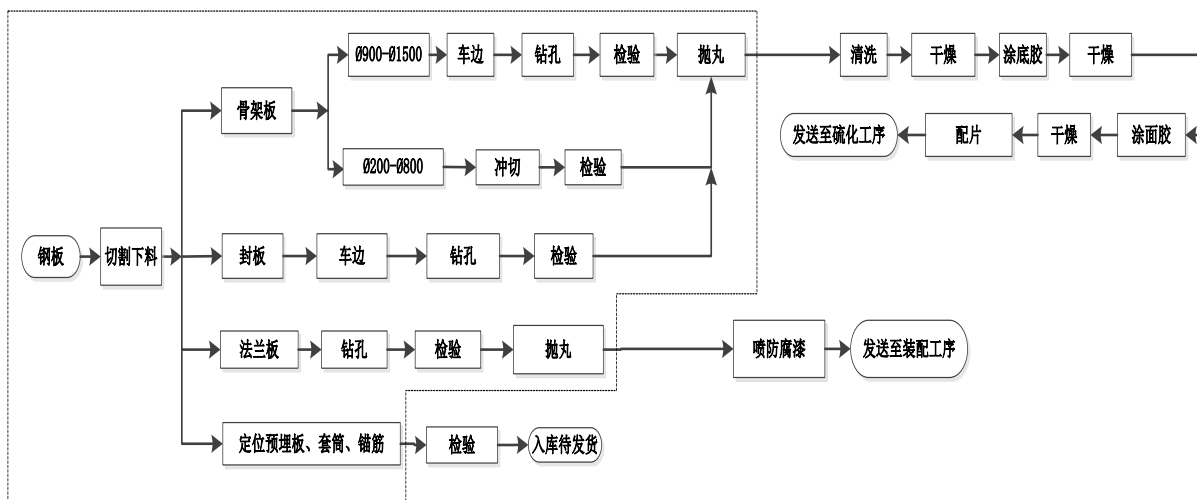 Ø900-Ø1500
车边
钻孔
检验
抛丸
清洗
干燥
涂底胶
干燥
骨架板
发送至硫化工序
配片
干燥
涂面胶
Ø200-Ø800
冲切
检验
钢板
切割下料
封板
车边
钻孔
检验
法兰板
钻孔
检验
抛丸
喷防腐漆
发送至装配工序
定位预埋板、套筒、锚筋
检验
入库待发货